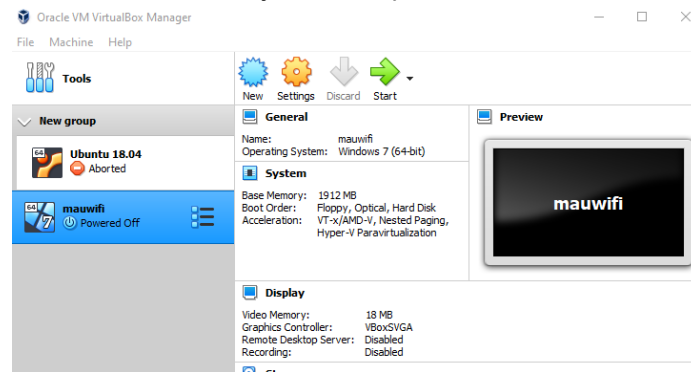 Oracle VM VirtualBox Manager
File Machine Help
Tools
New Settings Discard Start
New group
64
Ubuntu 18.04
Aborted
64
7
mauwifi
Powered Off
General
Name: mauwifi
Operating System: Windows 7 (64-bit)
System
Base Memory: 1912 MB
Boot Order: Floppy, Optical, Hard Disk
Acceleration: VT-x/AMD-V, Nested Paging,
Hyper-V Paravirtualization
Preview
mauwifi
Display
Video Memory: 18 MB
Graphics Controller: VBoxSVGA
Remote Desktop Server: Disabled
Recording: Disabled